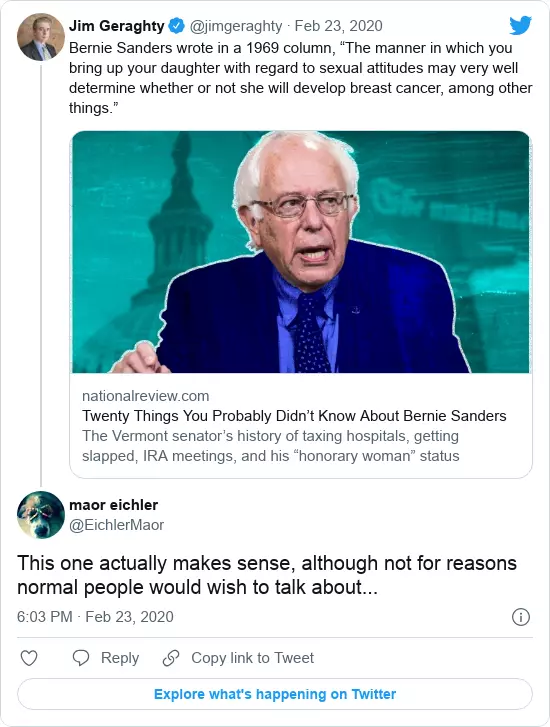 Jim Geraghty @jimgeraghty · Feb 23, 2020
Bernie Sanders wrote in a 1969 column, “The manner in which you
bring up your daughter with regard to sexual attitudes may very well
determine whether or not she will develop breast cancer, among other
things.”
nationalreview.com
Twenty Things You Probably Didn’t Know About Bernie Sanders
The Vermont senator’s history of taxing hospitals, getting
slapped, IRA meetings, and his “honorary woman” status
maor eichler
@EichlerMaor
This one actually makes sense, although not for reasons
normal people would wish to talk about...
6:03 PM · Feb 23, 2020
Reply
Copy link to Tweet
Explore what's happening on Twitter